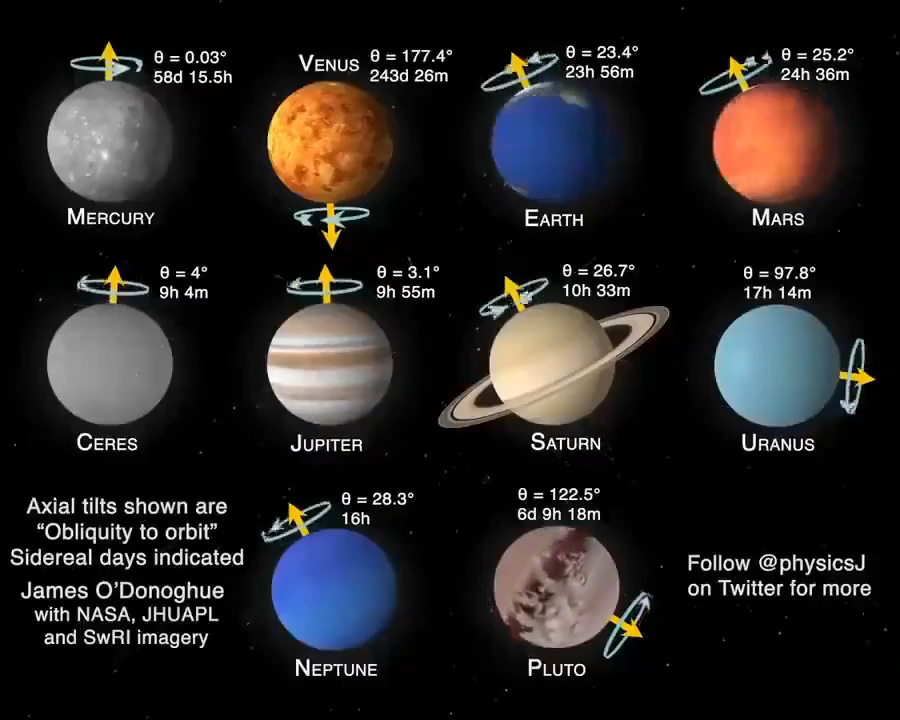 θ = 0.03°
58d 15.5h
MERCURY
VENUS
θ = 177.4°
243d 26m
θ = 23.4°
23h 56m
EARTH
θ = 25.2°
24h 36m
MARS
θ = 4°
9h 4m
CERES
θ = 3.1°
9h 55m
JUPITER
θ = 26.7°
10h 33m
SATURN
θ = 97.8°
17h 14m
URANUS
Axial tilts shown are
“Obliquity to orbit”
Sidereal days indicated
James O’Donoghue
with NASA, JHUAPL
and SwRI imagery
θ = 28.3°
16h
NEPTUNE
θ = 122.5°
6d 9h 18m
PLUTO
Follow @physicsJ
on Twitter for more